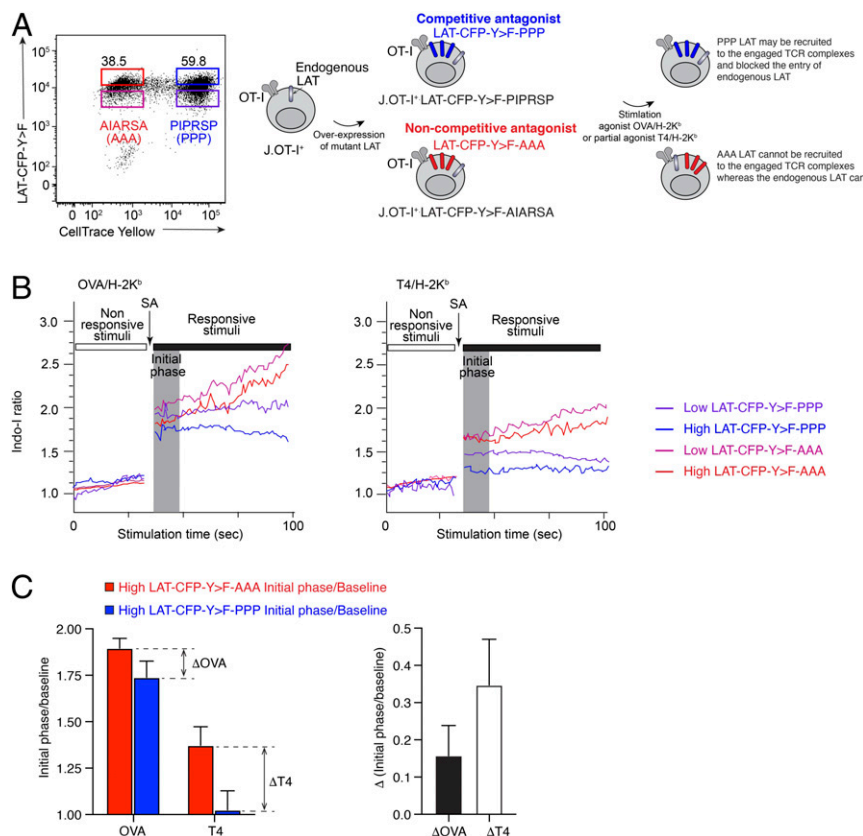 A
LAT-CFP-Y>F
10⁵
10⁴
10³
10²
0
38.5
59.8
AIARSA
(AAA)
PIPRSP
(PPP)
0
10²
10³
10⁴
10⁵
CellTrace Yellow
Endogenous
LAT
OT-I
J.OT-I⁺
Over-expression
of mutant LAT
Competitive antagonist
LAT-CFP-Y>F-PPP
OT-I
J.OT-I⁺ LAT-CFP-Y>F-PIPRSP
Non-competitive antagonist
LAT-CFP-Y>F-AAA
OT-I
J.OT-I⁺ LAT-CFP-Y>F-AIARSA
Stimlation
agonist OVA/H-2Kᵇ
or partial agonist T4/H-2Kᵇ
PPP LAT may be recruited
to the engaged TCR complexes
and blocked the entry of
endogenous LAT
AAA LAT cannot be recruited
to the engaged TCR complexes
whereas the endogenous LAT can
B
OVA/H-2Kᵇ
SA
Non
responsive
stimuli
Responsive
stimuli
Initial
phase
Indo-I ratio
3.0
2.5
2.0
1.5
1.0
0
100
Stimulation time (sec)
T4/H-2Kᵇ
SA
Non
responsive
stimuli
Responsive
stimuli
Initial
phase
3.0
2.5
2.0
1.5
1.0
0
100
Stimulation time (sec)
Low LAT-CFP-Y>F-PPP
High LAT-CFP-Y>F-PPP
Low LAT-CFP-Y>F-AAA
High LAT-CFP-Y>F-AAA
C
High LAT-CFP-Y>F-AAA Initial phase/Baseline
High LAT-CFP-Y>F-PPP Initial phase/Baseline
Initial phase/baseline
2.00
1.75
1.50
1.25
1.00
ΔOVA
ΔT4
OVA
T4
Δ (Initial phase/baseline)
0.5
0.4
0.3
0.2
0.1
0.0
ΔOVA
ΔT4